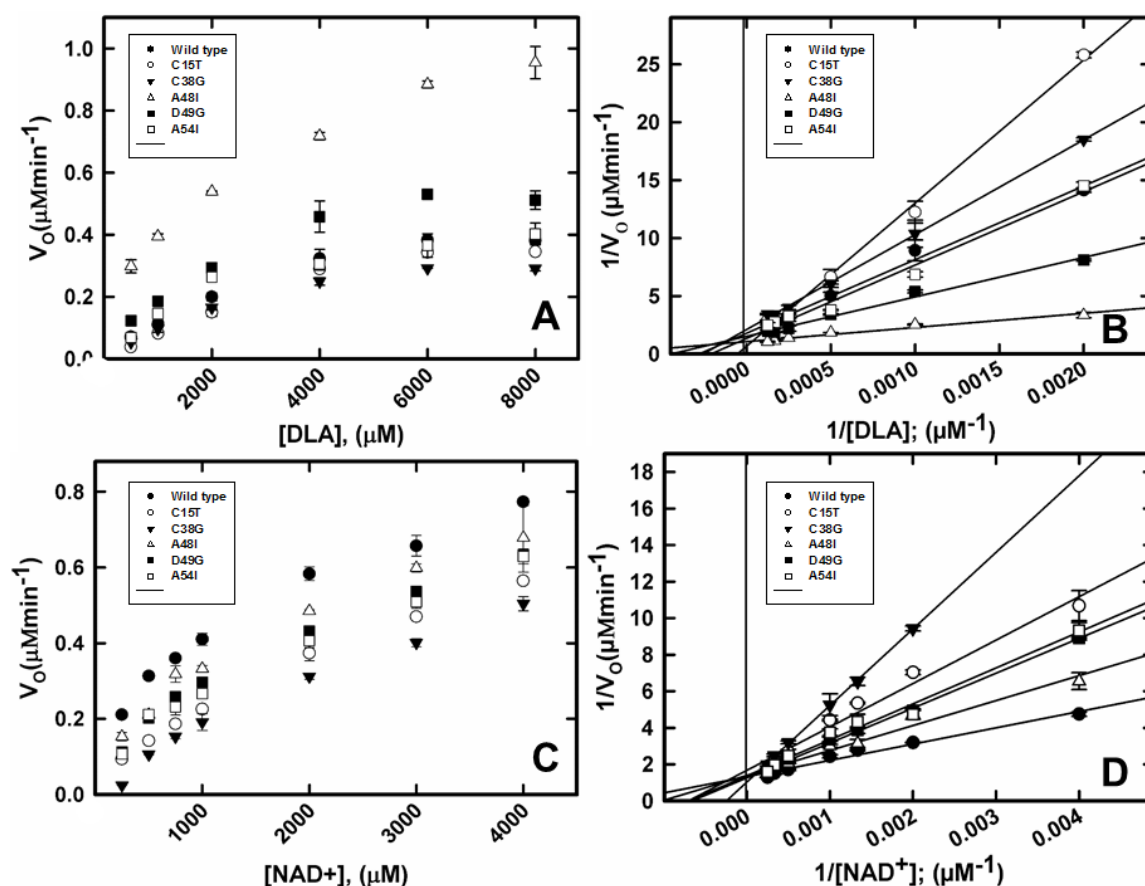 Vo(µMmin-1)
1.0
0.8
0.6
0.4
0.2
0.0
Wild type
C15T
C38G
A48I
D49G
A54I
A
2000
4000
6000
8000
[DLA], (µM)
1/Vo(µMmin-1)
25
20
15
10
5
0
Wild type
C15T
C38G
A48I
D49G
A54I
B
0.0000
0.0005
0.0010
0.0015
0.0020
1/[DLA]; (µM-1)
Vo(µMmin-1)
0.8
0.6
0.4
0.2
0.0
Wild type
C15T
C38G
A48I
D49G
A54I
C
1000
2000
3000
4000
[NAD+], (µM)
1/Vo(µMmin-1)
18
16
14
12
10
8
6
4
2
0
Wild type
C15T
C38G
A48I
D49G
A54I
D
0.000
0.001
0.002
0.003
0.004
1/[NAD+]; (µM-1)